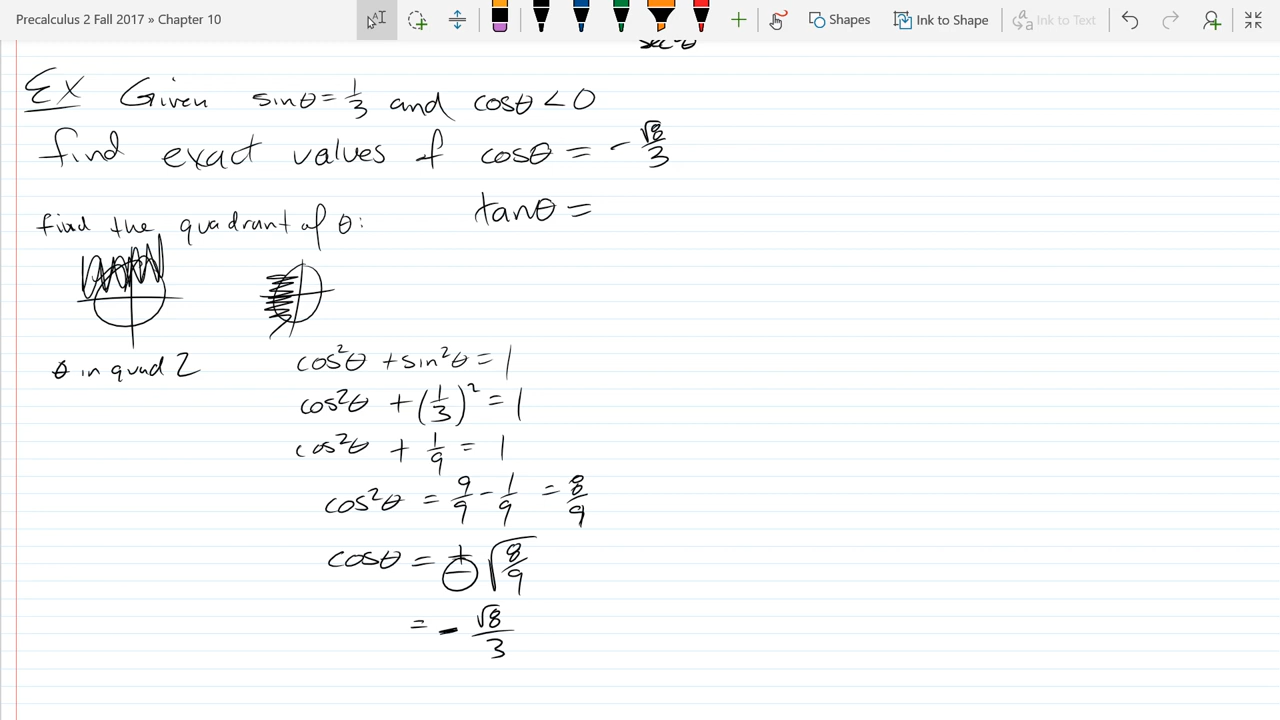 Precalculus 2 Fall 2017 » Chapter 10
Shapes
Ink to Shape
Ink to Text
sec²θ
Ex Given sinθ = 1/3 and cosθ < 0
find exact values of cosθ = -√8/3
tanθ =
find the quadrant of θ:
θ in quad 2
cos²θ + sin²θ = 1
cos²θ + (1/3)² = 1
cos²θ + 1/9 = 1
cos²θ = 9/9 - 1/9 = 8/9
cosθ = ± √8/9
= - √8/3